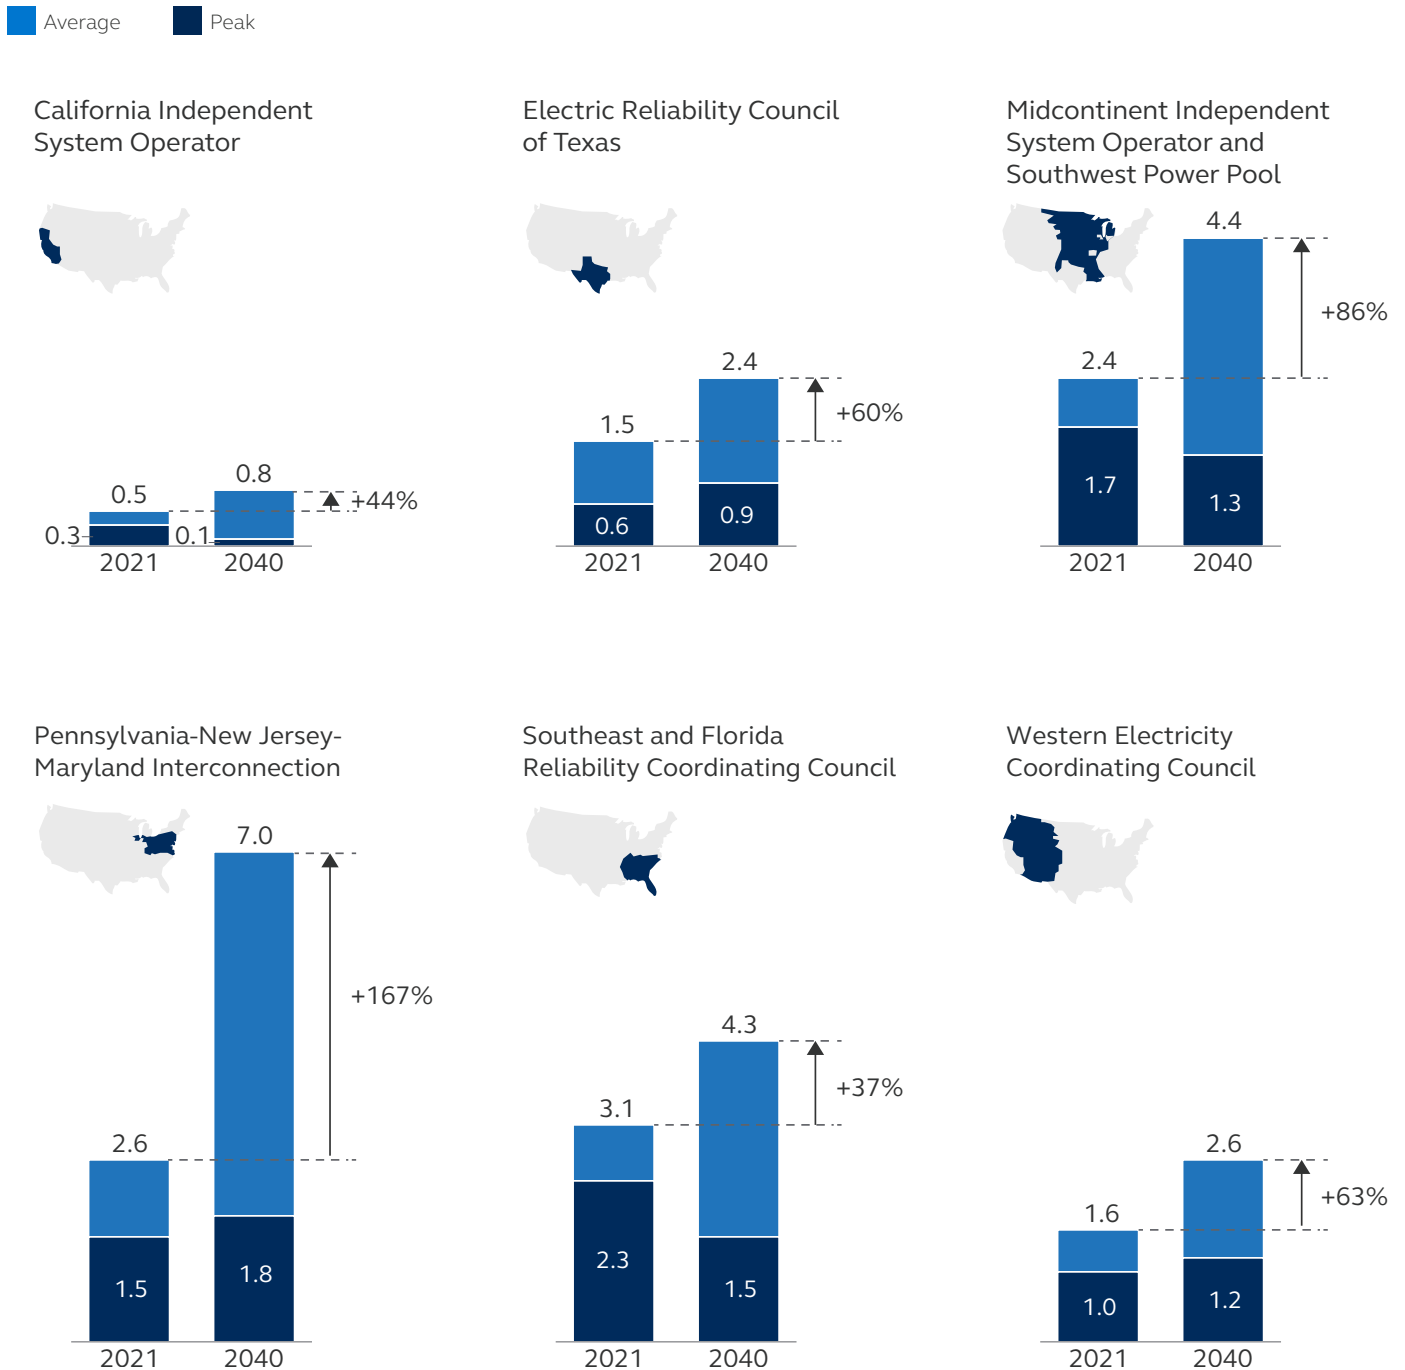 Average
Peak
California Independent
System Operator
0.5
0.8
+44%
0.3
0.1
2021
2040
Electric Reliability Council
of Texas
1.5
2.4
+60%
0.6
0.9
2021
2040
Midcontinent Independent
System Operator and
Southwest Power Pool
4.4
+86%
2.4
1.7
1.3
2021
2040
Pennsylvania-New Jersey-
Maryland Interconnection
7.0
+167%
2.6
1.5
1.8
2021
2040
Southeast and Florida
Reliability Coordinating Council
4.3
+37%
3.1
2.3
1.5
2021
2040
Western Electricity
Coordinating Council
2.6
+63%
1.6
1.0
1.2
2021
2040